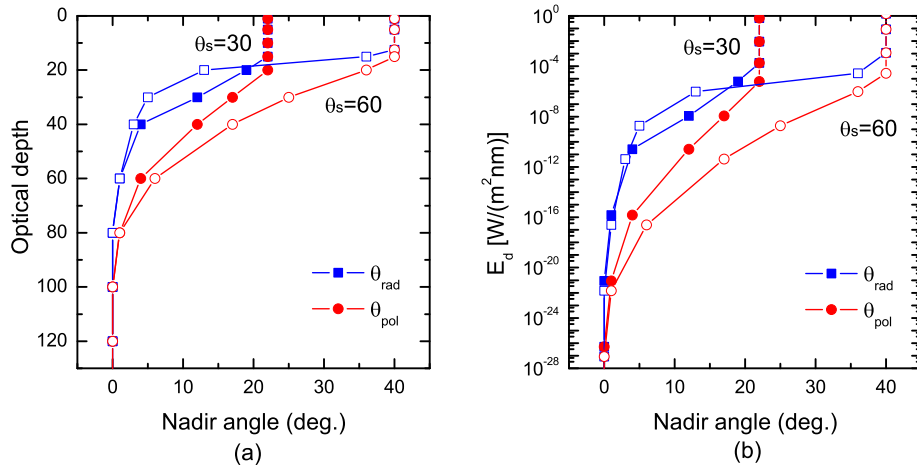 0
20
40
60
80
100
120
Optical depth
θs=30
θs=60
θrad
θpol
0 10 20 30 40
Nadir angle (deg.)
(a)
10^0
10^-4
10^-8
10^-12
10^-16
10^-20
10^-24
10^-28
E_d [W/(m^2nm)]
θs=30
θs=60
θrad
θpol
0 10 20 30 40
Nadir angle (deg.)
(b)